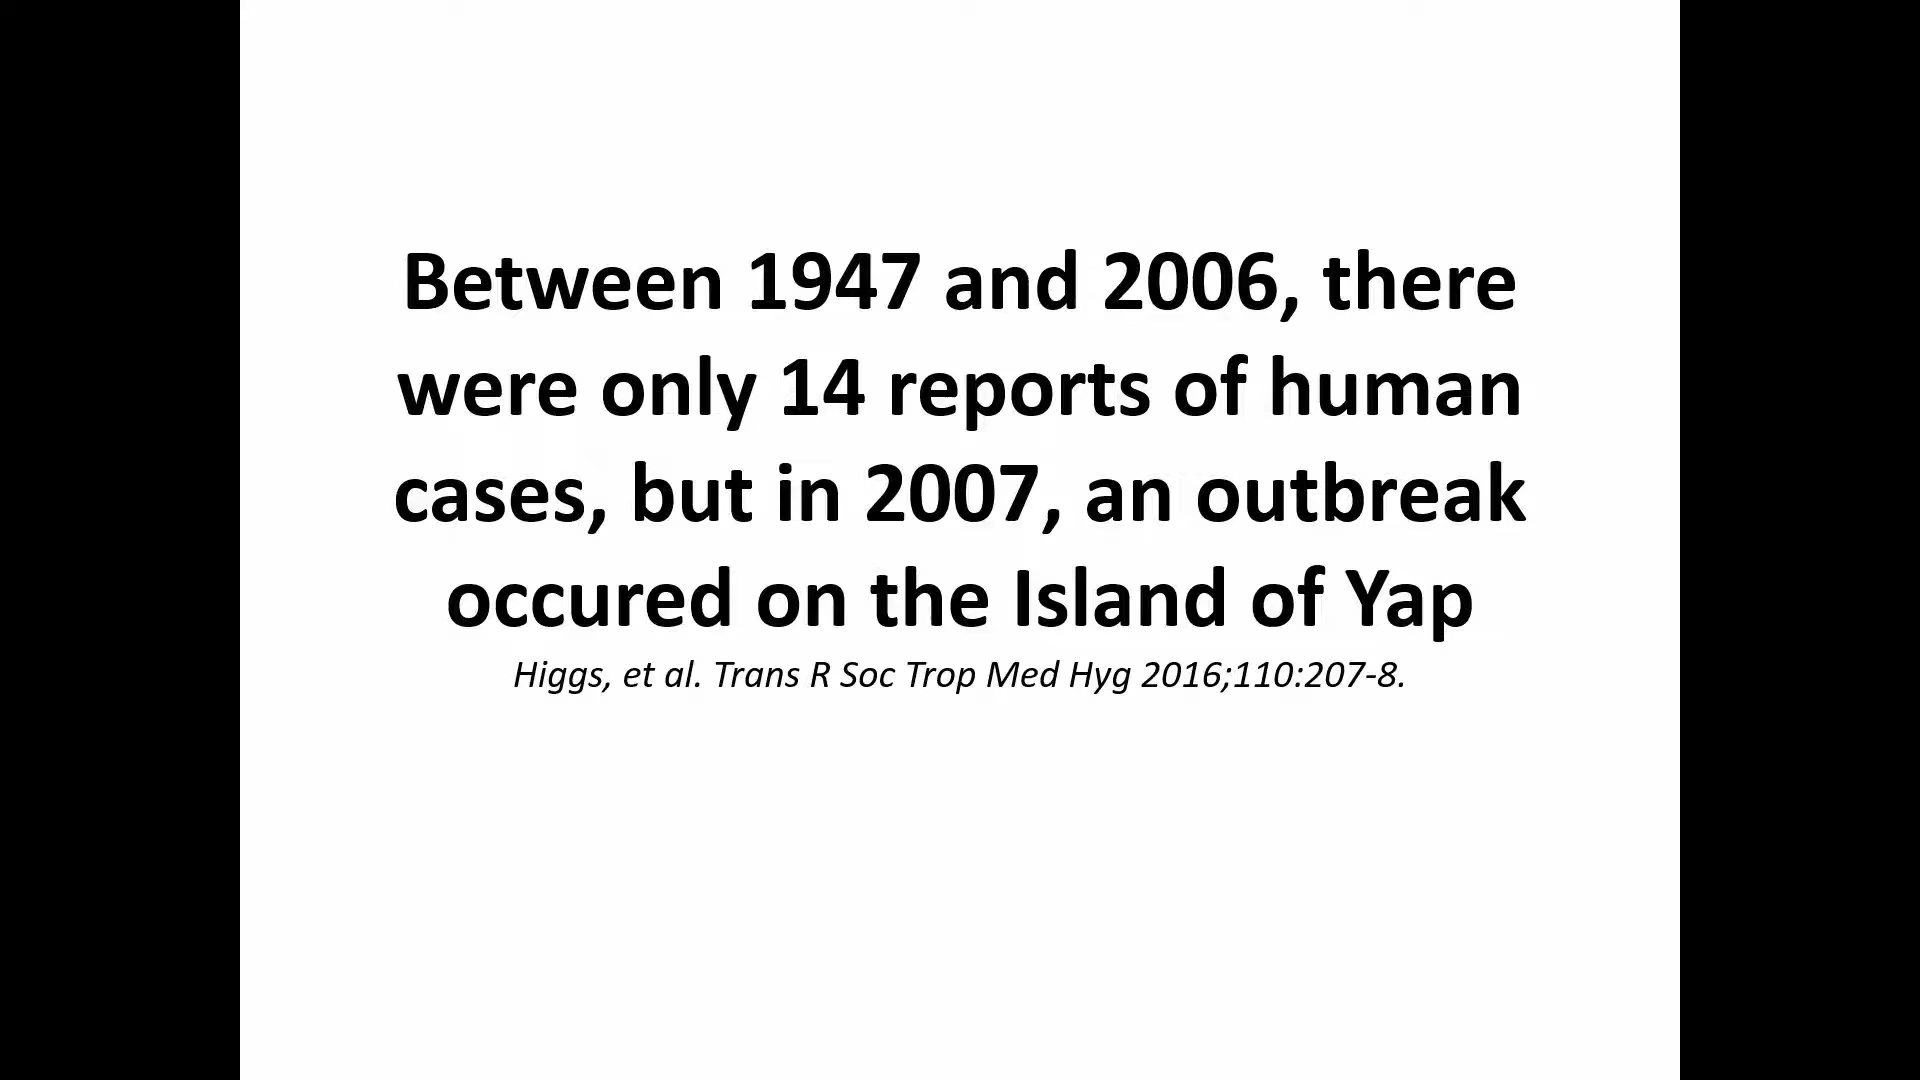 Between 1947 and 2006, there
were only 14 reports of human
cases, but in 2007, an outbreak
occured on the Island of Yap
Higgs, et al. Trans R Soc Trop Med Hyg 2016;110:207-8.